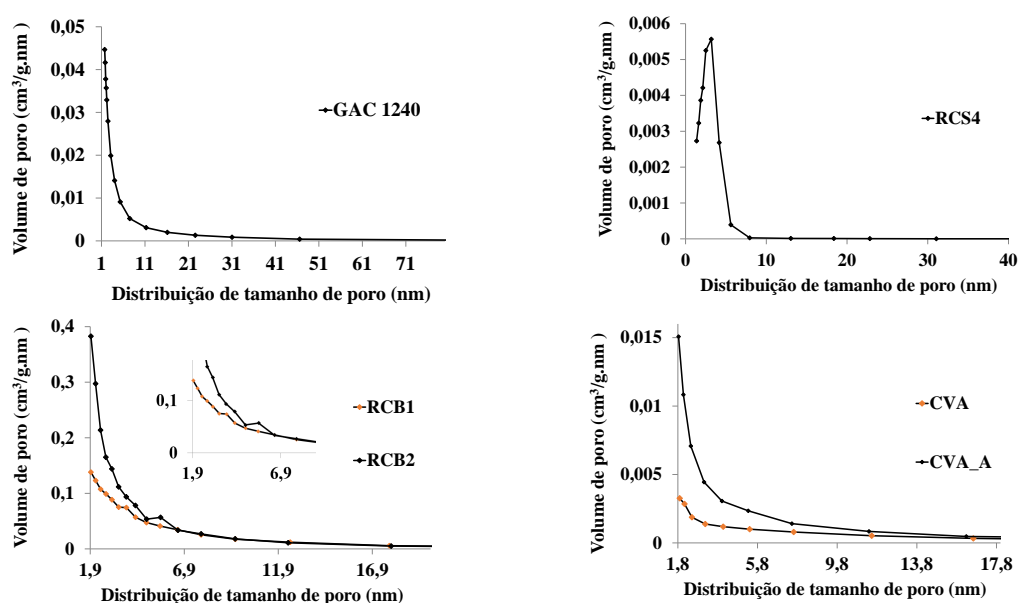 Volume de poro (cm³/g.nm)
0,05
0,04
0,03
0,02
0,01
0
GAC 1240
1 11 21 31 41 51 61 71
Distribuição de tamanho de poro (nm)
Volume de poro (cm³/g.nm)
0,006
0,005
0,004
0,003
0,002
0,001
0,000
RCS4
0 10 20 30 40
Distribuição de tamanho de poro (nm)
Volume de poro (cm³/g.nm)
0,4
0,3
0,2
0,1
0
0,1
0
1,9 6,9
RCB1
RCB2
1,9 6,9 11,9 16,9
Distribuição de tamanho de poro (nm)
Volume de poro (cm³/g.nm)
0,015
0,01
0,005
0
CVA
CVA_A
1,8 5,8 9,8 13,8 17,8
Distribuição de tamanho de poro (nm)